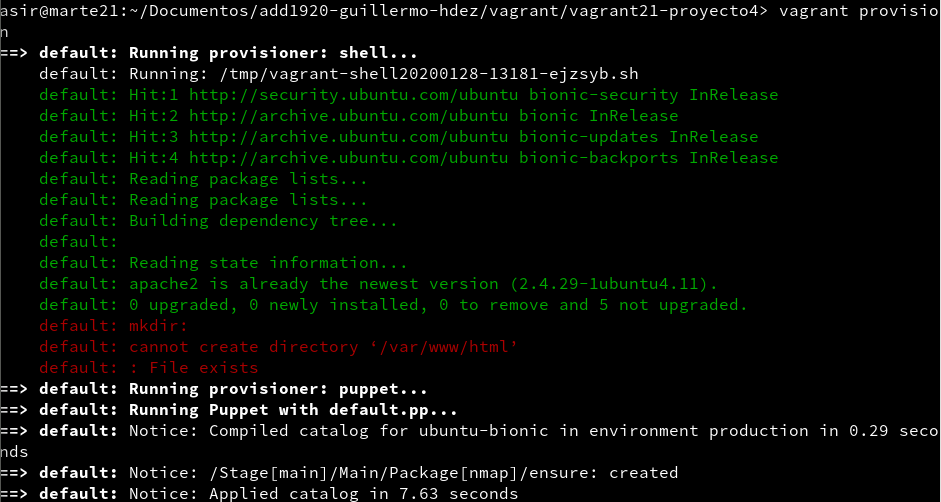 asir@marte21:~/Documentos/add1920-guillermo-hdez/vagrant/vagrant21-proyecto4> vagrant provisio
n
==> default: Running provisioner: shell...
default: Running: /tmp/vagrant-shell20200128-13181-ejzsyb.sh
default: Hit:1 http://security.ubuntu.com/ubuntu bionic-security InRelease
default: Hit:2 http://archive.ubuntu.com/ubuntu bionic InRelease
default: Hit:3 http://archive.ubuntu.com/ubuntu bionic-updates InRelease
default: Hit:4 http://archive.ubuntu.com/ubuntu bionic-backports InRelease
default: Reading package lists...
default: Reading package lists...
default: Building dependency tree...
default:
default: Reading state information...
default: apache2 is already the newest version (2.4.29-1ubuntu4.11).
default: 0 upgraded, 0 newly installed, 0 to remove and 5 not upgraded.
default: mkdir:
default: cannot create directory ‘/var/www/html’
default: : File exists
==> default: Running provisioner: puppet...
==> default: Running Puppet with default.pp...
==> default: Notice: Compiled catalog for ubuntu-bionic in environment production in 0.29 seco
nds
==> default: Notice: /Stage[main]/Main/Package[nmap]/ensure: created
==> default: Notice: Applied catalog in 7.63 seconds